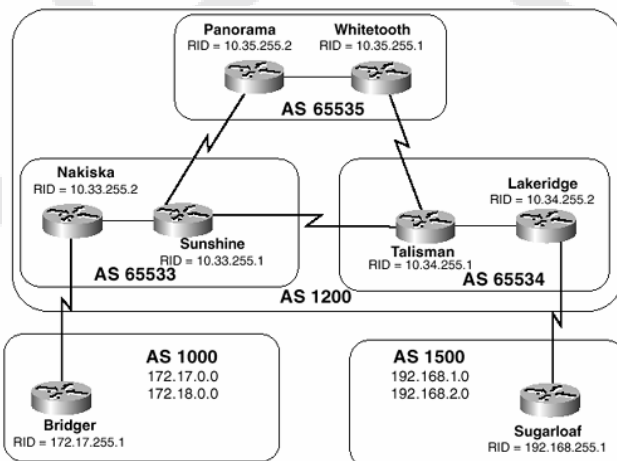 Panorama
RID = 10.35.255.2
Whitetooth
RID = 10.35.255.1
AS 65535
Nakiska
RID = 10.33.255.2
Sunshine
RID = 10.33.255.1
AS 65533
Lakeridge
RID = 10.34.255.2
Talisman
RID = 10.34.255.1
AS 65534
AS 1200
AS 1000
172.17.0.0
172.18.0.0
Bridger
RID = 172.17.255.1
AS 1500
192.168.1.0
192.168.2.0
Sugarloaf
RID = 192.168.255.1